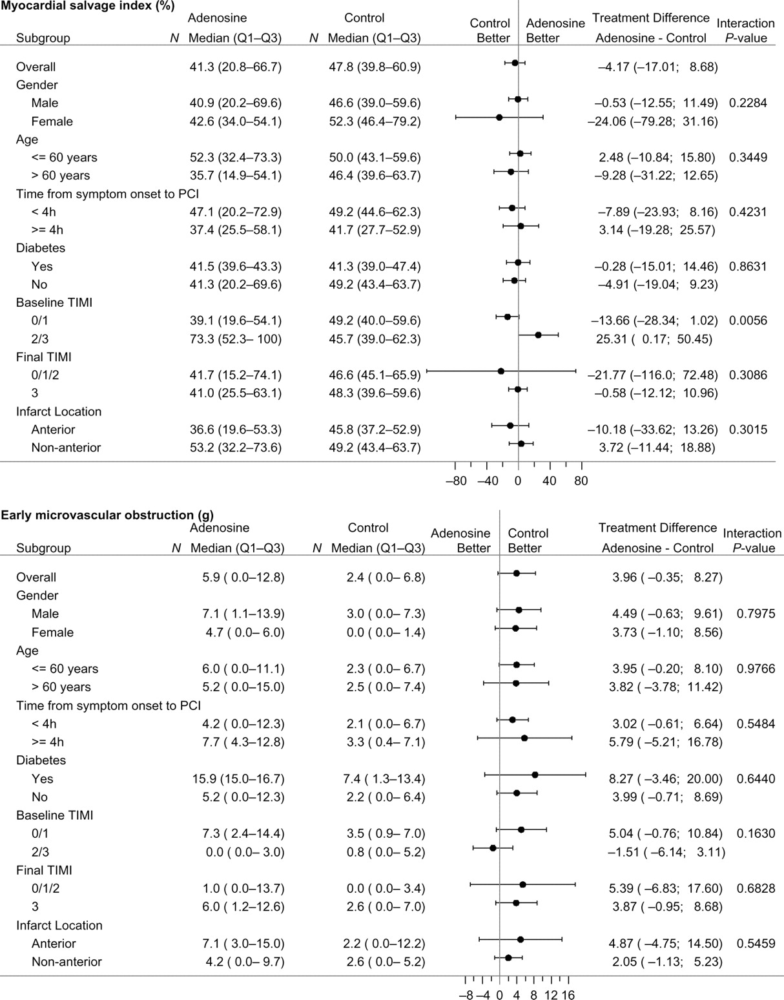 Myocardial salvage index (%)
Adenosine Control Control Better Adenosine Better Treatment Difference Interaction
Subgroup N Median (Q1–Q3) N Median (Q1–Q3) Adenosine - Control P-value
Overall 41.3 (20.8–66.7) 47.8 (39.8–60.9) –4.17 (–17.01; 8.68)
Gender
Male 40.9 (20.2–69.6) 46.6 (39.0–59.6) –0.53 (–12.55; 11.49) 0.2284
Female 42.6 (34.0–54.1) 52.3 (46.4–79.2) –24.06 (–79.28; 31.16)
Age
<= 60 years 52.3 (32.4–73.3) 50.0 (43.1–59.6) 2.48 (–10.84; 15.80) 0.3449
> 60 years 35.7 (14.9–54.1) 46.4 (39.6–63.7) –9.28 (–31.22; 12.65)
Time from symptom onset to PCI
< 4h 47.1 (20.2–72.9) 49.2 (44.6–62.3) –7.89 (–23.93; 8.16) 0.4231
>= 4h 37.4 (25.5–58.1) 41.7 (27.7–52.9) 3.14 (–19.28; 25.57)
Diabetes
Yes 41.5 (39.6–43.3) 41.3 (39.0–47.4) –0.28 (–15.01; 14.46) 0.8631
No 41.3 (20.2–69.6) 49.2 (43.4–63.7) –4.91 (–19.04; 9.23)
Baseline TIMI
0/1 39.1 (19.6–54.1) 49.2 (40.0–59.6) –13.66 (–28.34; 1.02) 0.0056
2/3 73.3 (52.3– 100) 45.7 (39.0–62.3) 25.31 ( 0.17; 50.45)
Final TIMI
0/1/2 41.7 (15.2–74.1) 46.6 (45.1–65.9) –21.77 (–116.0; 72.48) 0.3086
3 41.0 (25.5–63.1) 48.3 (39.6–59.6) –0.58 (–12.12; 10.96)
Infarct Location
Anterior 36.6 (19.6–53.3) 45.8 (37.2–52.9) –10.18 (–33.62; 13.26) 0.3015
Non-anterior 53.2 (32.2–73.6) 49.2 (43.4–63.7) 3.72 (–11.44; 18.88)
–80 –40 0 40 80
Early microvascular obstruction (g)
Adenosine Control Adenosine Better Control Better Treatment Difference Interaction
Subgroup N Median (Q1–Q3) N Median (Q1–Q3) Adenosine - Control P-value
Overall 5.9 ( 0.0–12.8) 2.4 ( 0.0– 6.8) 3.96 ( –0.35; 8.27)
Gender
Male 7.1 ( 1.1–13.9) 3.0 ( 0.0– 7.3) 4.49 ( –0.63; 9.61) 0.7975
Female 4.7 ( 0.0– 6.0) 0.0 ( 0.0– 1.4) 3.73 ( –1.10; 8.56)
Age
<= 60 years 6.0 ( 0.0–11.1) 2.3 ( 0.0– 6.7) 3.95 ( –0.20; 8.10) 0.9766
> 60 years 5.2 ( 0.0–15.0) 2.5 ( 0.0– 7.4) 3.82 ( –3.78; 11.42)
Time from symptom onset to PCI
< 4h 4.2 ( 0.0–12.3) 2.1 ( 0.0– 6.7) 3.02 ( –0.61; 6.64) 0.5484
>= 4h 7.7 ( 4.3–12.8) 3.3 ( 0.4– 7.1) 5.79 ( –5.21; 16.78)
Diabetes
Yes 15.9 (15.0–16.7) 7.4 ( 1.3–13.4) 8.27 ( –3.46; 20.00) 0.6440
No 5.2 ( 0.0–12.3) 2.2 ( 0.0– 6.4) 3.99 ( –0.71; 8.69)
Baseline TIMI
0/1 7.3 ( 2.4–14.4) 3.5 ( 0.9– 7.0) 5.04 ( –0.76; 10.84) 0.1630
2/3 0.0 ( 0.0– 3.0) 0.8 ( 0.0– 5.2) –1.51 ( –6.14; 3.11)
Final TIMI
0/1/2 1.0 ( 0.0–13.7) 0.0 ( 0.0– 3.4) 5.39 ( –6.83; 17.60) 0.6828
3 6.0 ( 1.2–12.6) 2.6 ( 0.0– 7.0) 3.87 ( –0.95; 8.68)
Infarct Location
Anterior 7.1 ( 3.0–15.0) 2.2 ( 0.0–12.2) 4.87 ( –4.75; 14.50) 0.5459
Non-anterior 4.2 ( 0.0– 9.7) 2.6 ( 0.0– 5.2) 2.05 ( –1.13; 5.23)
–8 –4 0 4 8 12 16